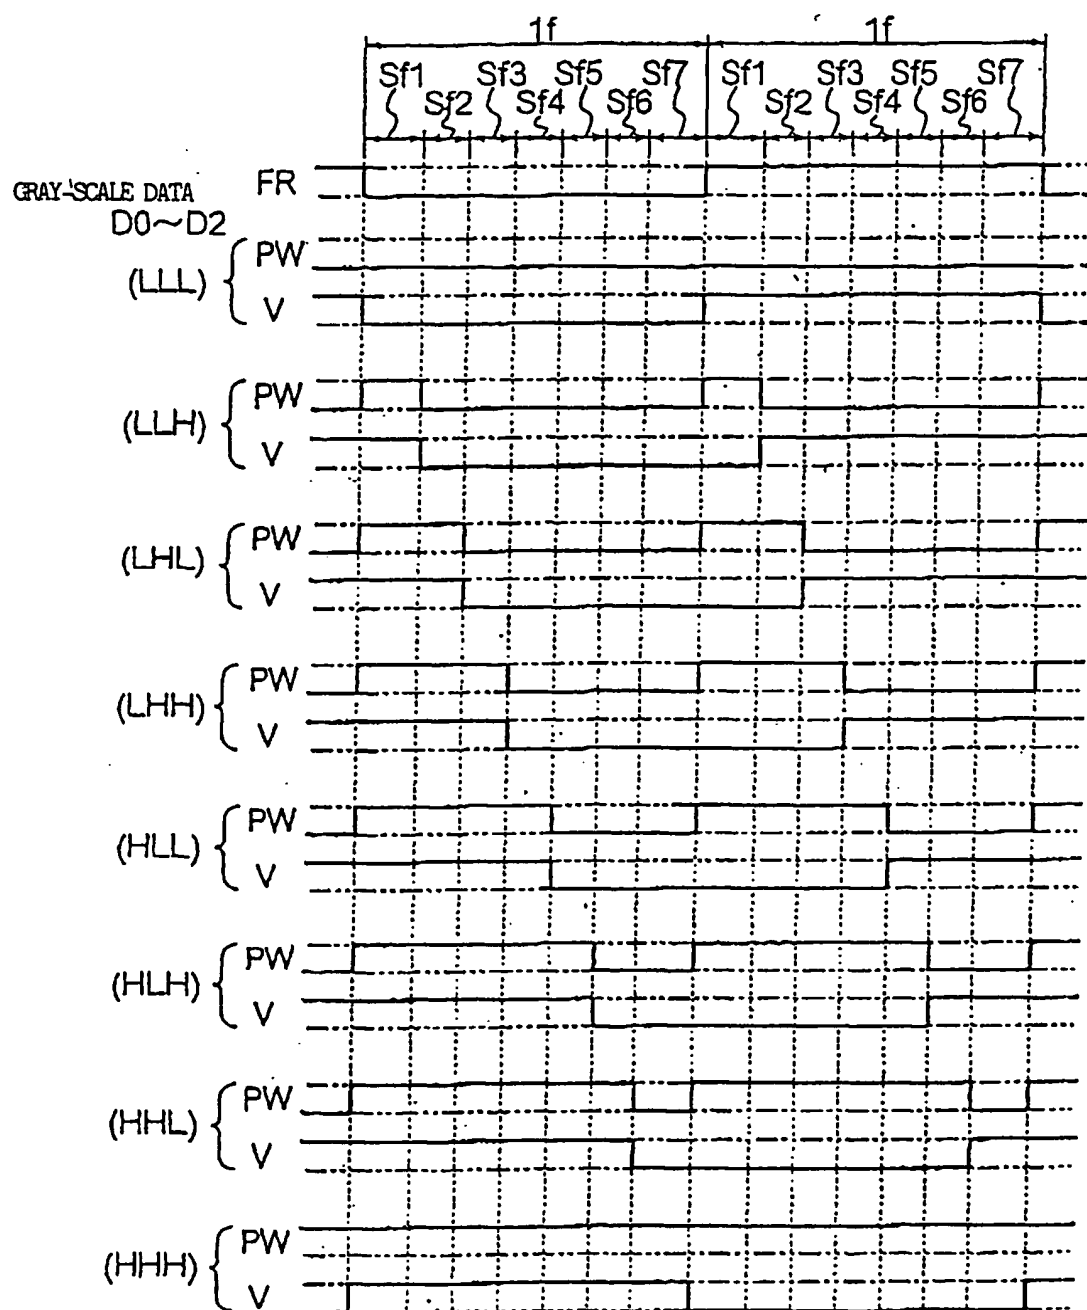 1f 1f
Sf1 Sf3 Sf5 Sf7 Sf1 Sf3 Sf5 Sf7
Sf2 Sf4 Sf6 Sf2 Sf4 Sf6
FR
GRAY-SCALE DATA
D0~D2
PW
(LLL)
V
PW
(LLH)
V
PW
(LHL)
V
PW
(LHH)
V
PW
(HLL)
V
PW
(HLH)
V
PW
(HHL)
V
PW
(HHH)
V